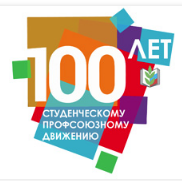 100 ЛЕТ
СТУДЕНЧЕСКОМУ
ПРОФСОЮЗНОМУ
ДВИЖЕНИЮ